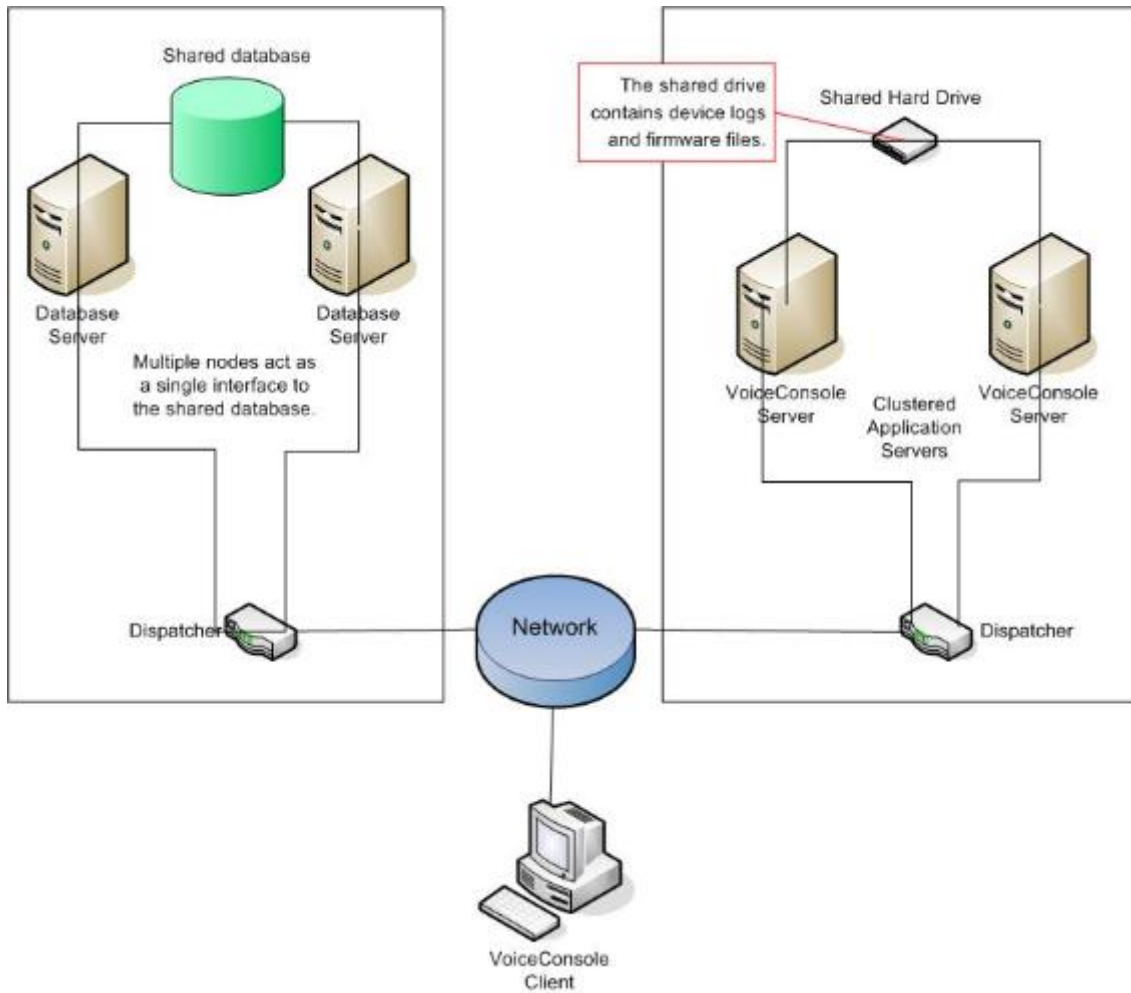 Shared database
The shared drive
contains device logs
and firmware files.
Shared Hard Drive
Database
Server
Database
Server
Multiple nodes act as
a single interface to
the shared database.
VoiceConsole
Server
Clustered
Application
Servers
VoiceConsole
Server
Dispatcher
Network
Dispatcher
VoiceConsole
Client